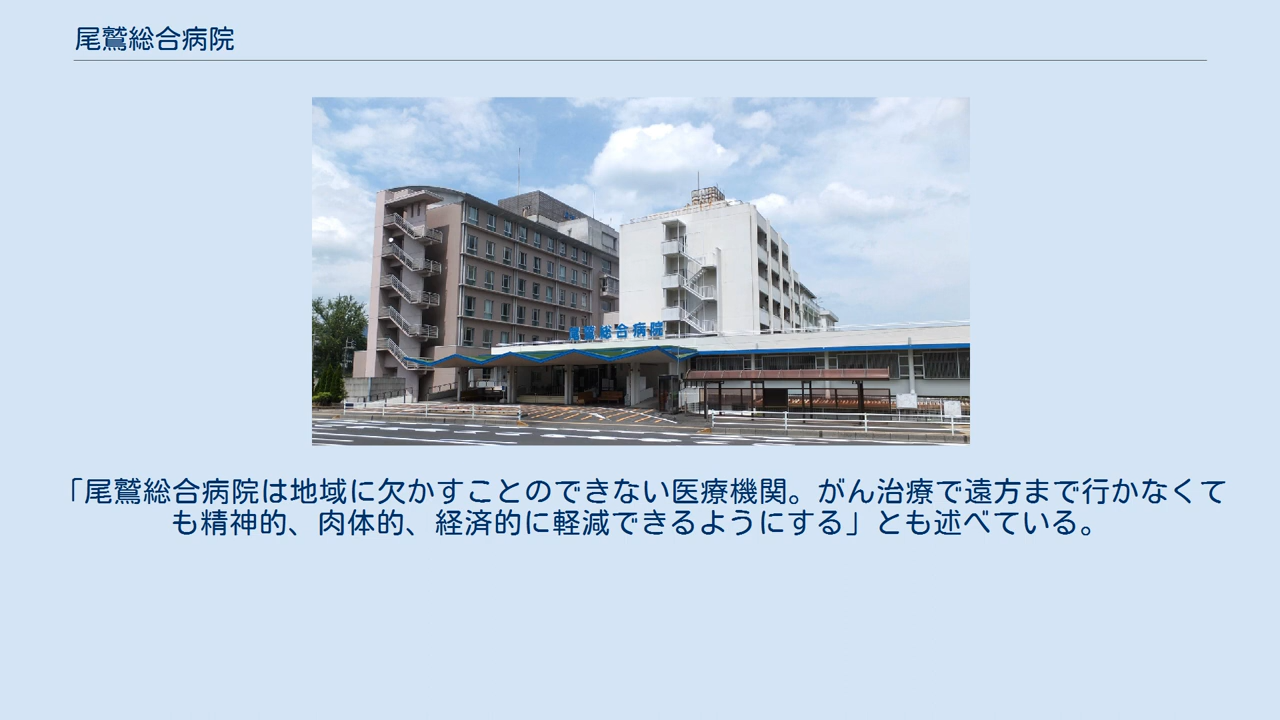 尾鷲総合病院
尾鷲総合病院
「尾鷲総合病院は地域に欠かすことのできない医療機関。がん治療で遠方まで行かなくて
も精神的、肉体的、経済的に軽減できるようにする」とも述べている。